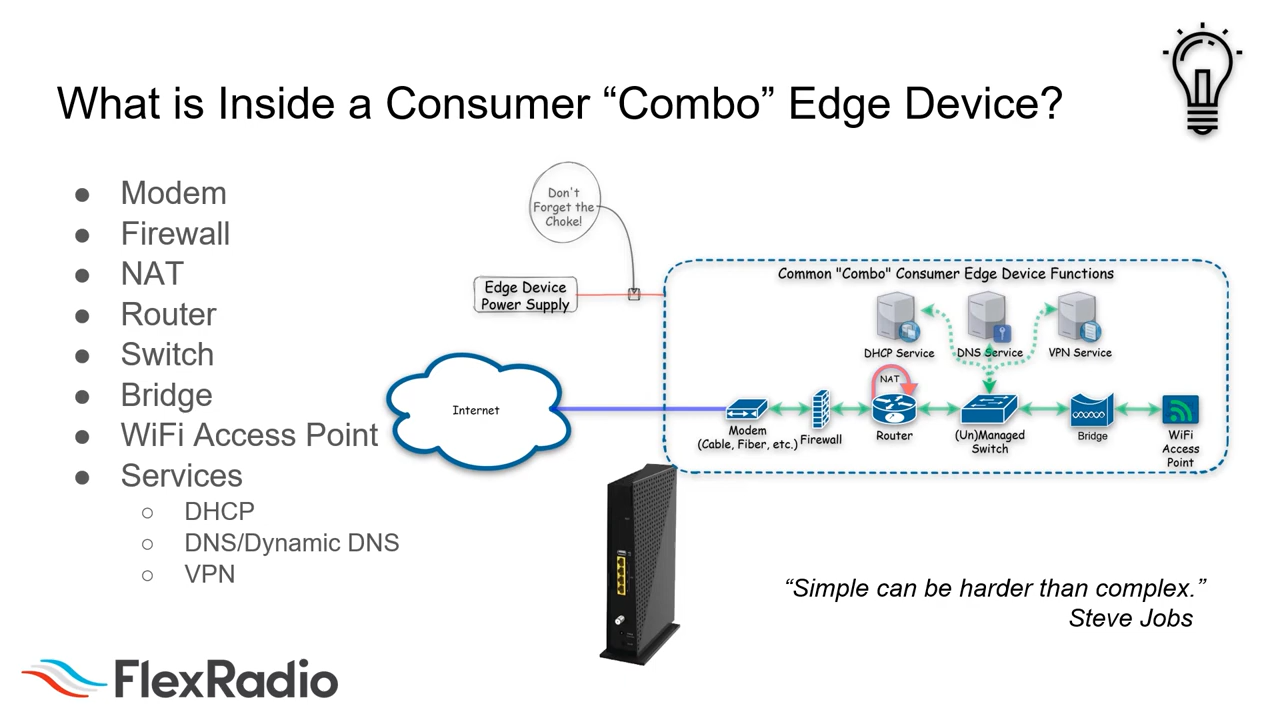 What is Inside a Consumer “Combo” Edge Device?
● Modem
● Firewall
● NAT
● Router
● Switch
● Bridge
● WiFi Access Point
● Services
○ DHCP
○ DNS/Dynamic DNS
○ VPN
Don't
Forget the
Choke!
Edge Device
Power Supply
Internet
Common "Combo" Consumer Edge Device Functions
DHCP Service
DNS Service
VPN Service
NAT
Modem
(Cable, Fiber, etc.)
Firewall
Router
(Un)Managed
Switch
Bridge
WiFi
Access
Point
“Simple can be harder than complex.”
Steve Jobs
FlexRadio